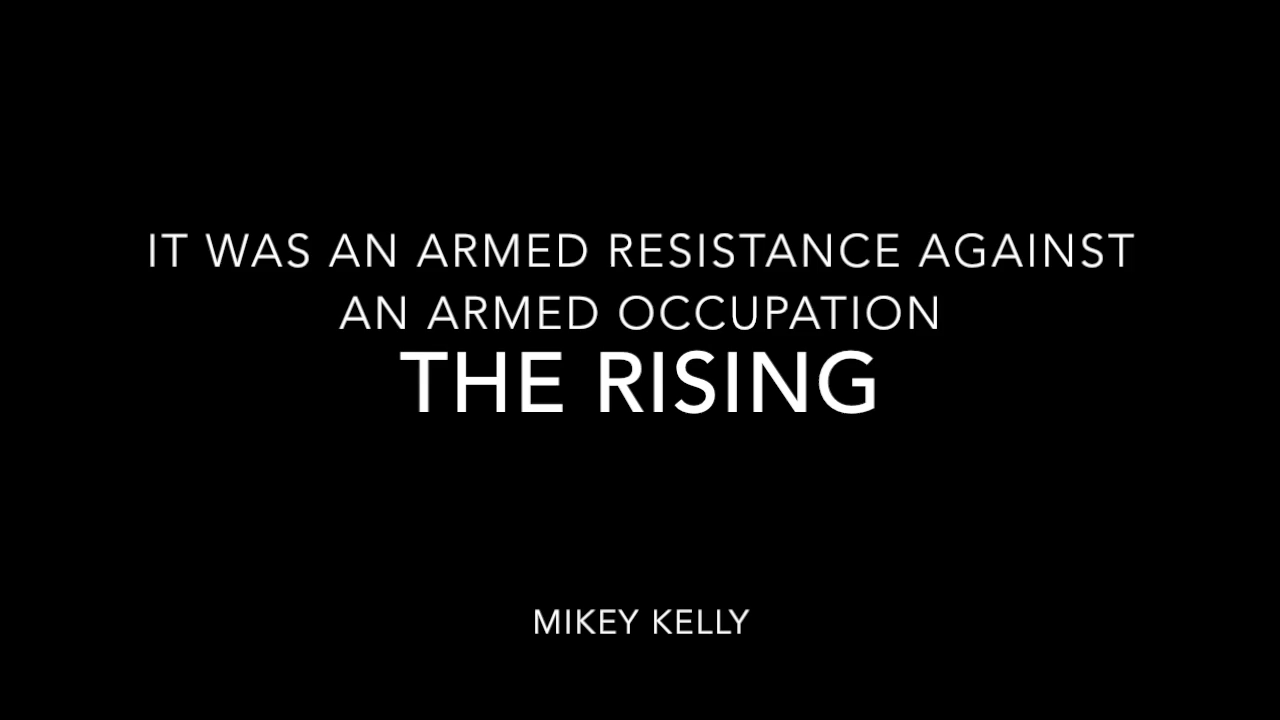 IT WAS AN ARMED RESISTANCE AGAINST
AN ARMED OCCUPATION
THE RISING
MIKEY KELLY